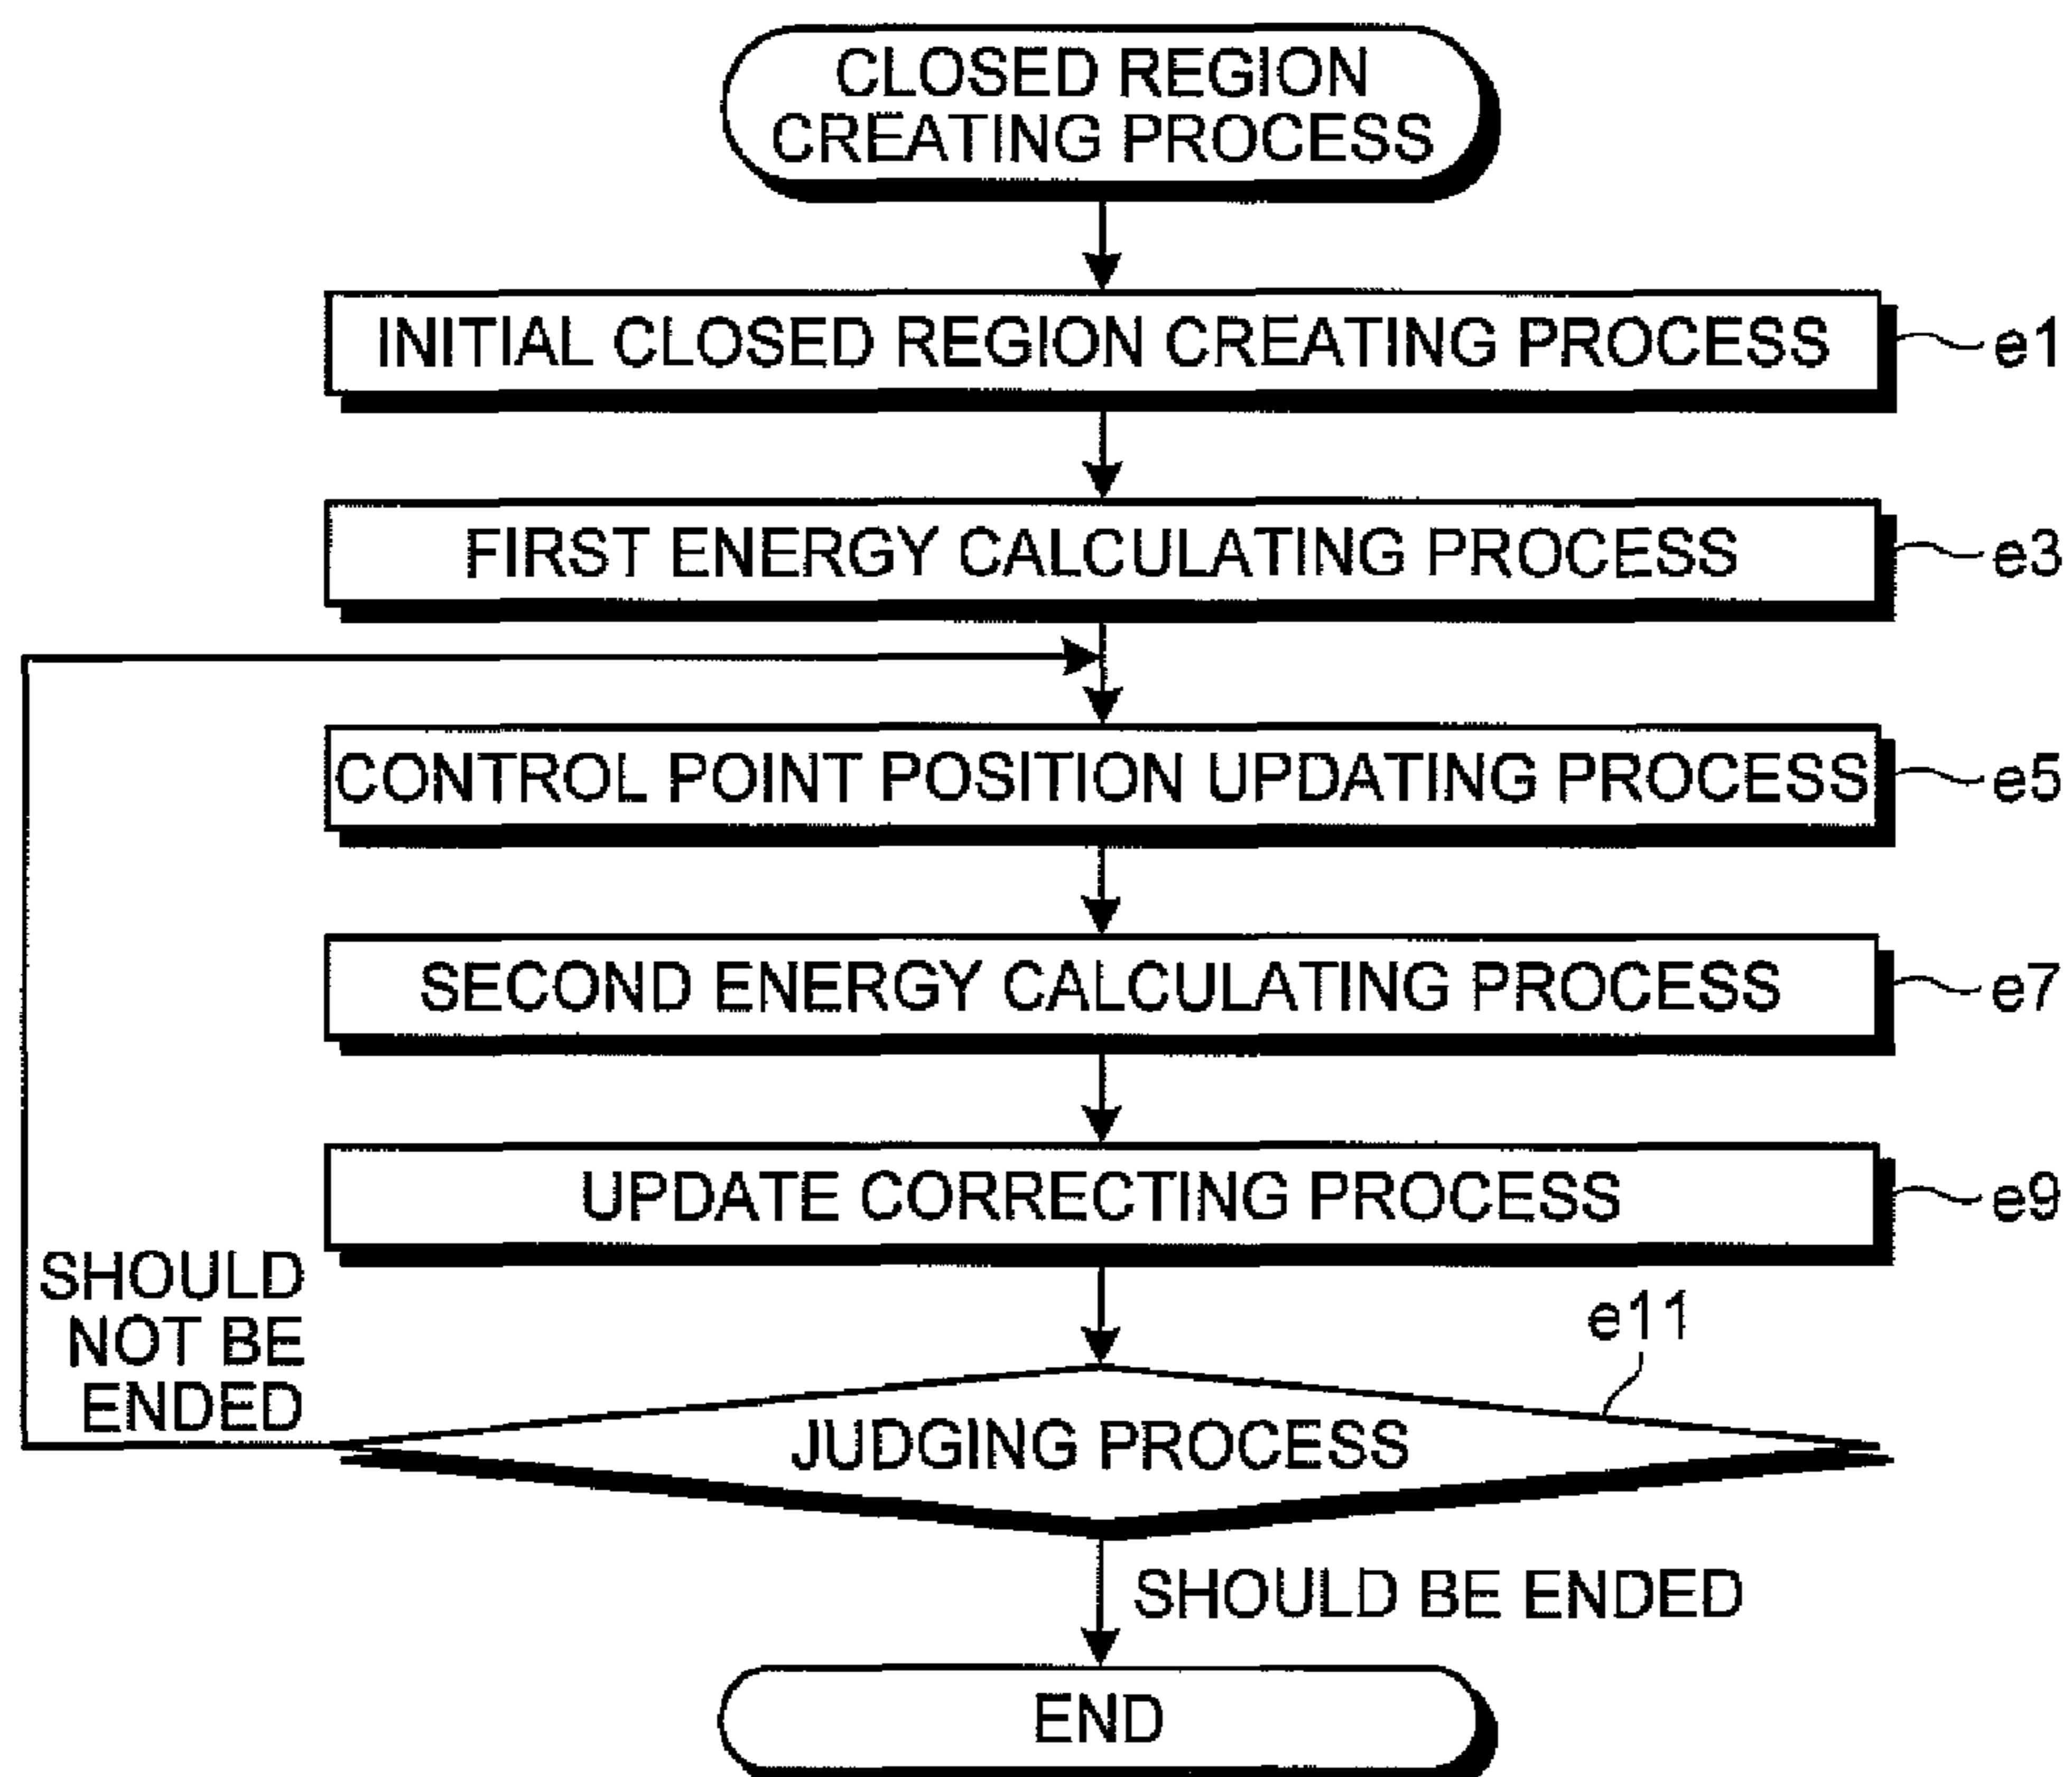 CLOSED REGION
CREATING PROCESS
INITIAL CLOSED REGION CREATING PROCESS
e1
FIRST ENERGY CALCULATING PROCESS
e3
CONTROL POINT POSITION UPDATING PROCESS
e5
SECOND ENERGY CALCULATING PROCESS
e7
UPDATE CORRECTING PROCESS
e9
SHOULD
NOT BE
ENDED
e11
JUDGING PROCESS
SHOULD BE ENDED
END